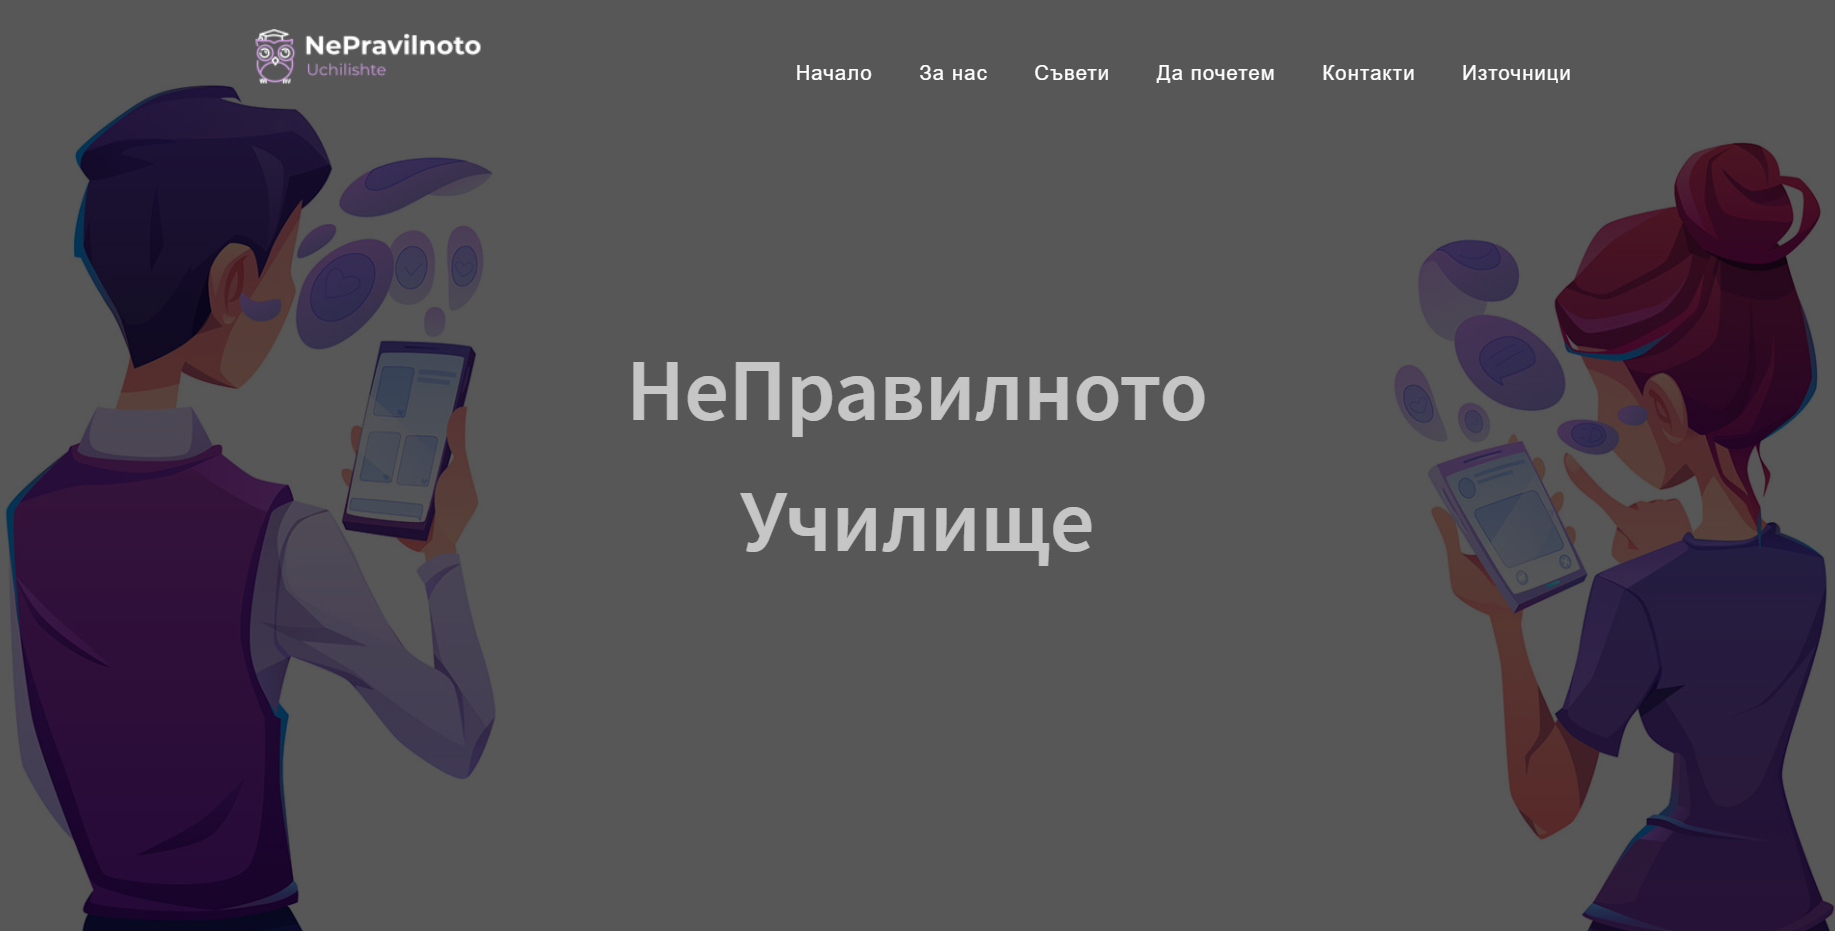 NePravilnoto
Uchilishte
Начало За нас Съвети Да почетем Контакти Източници
НеПравилното
Училище